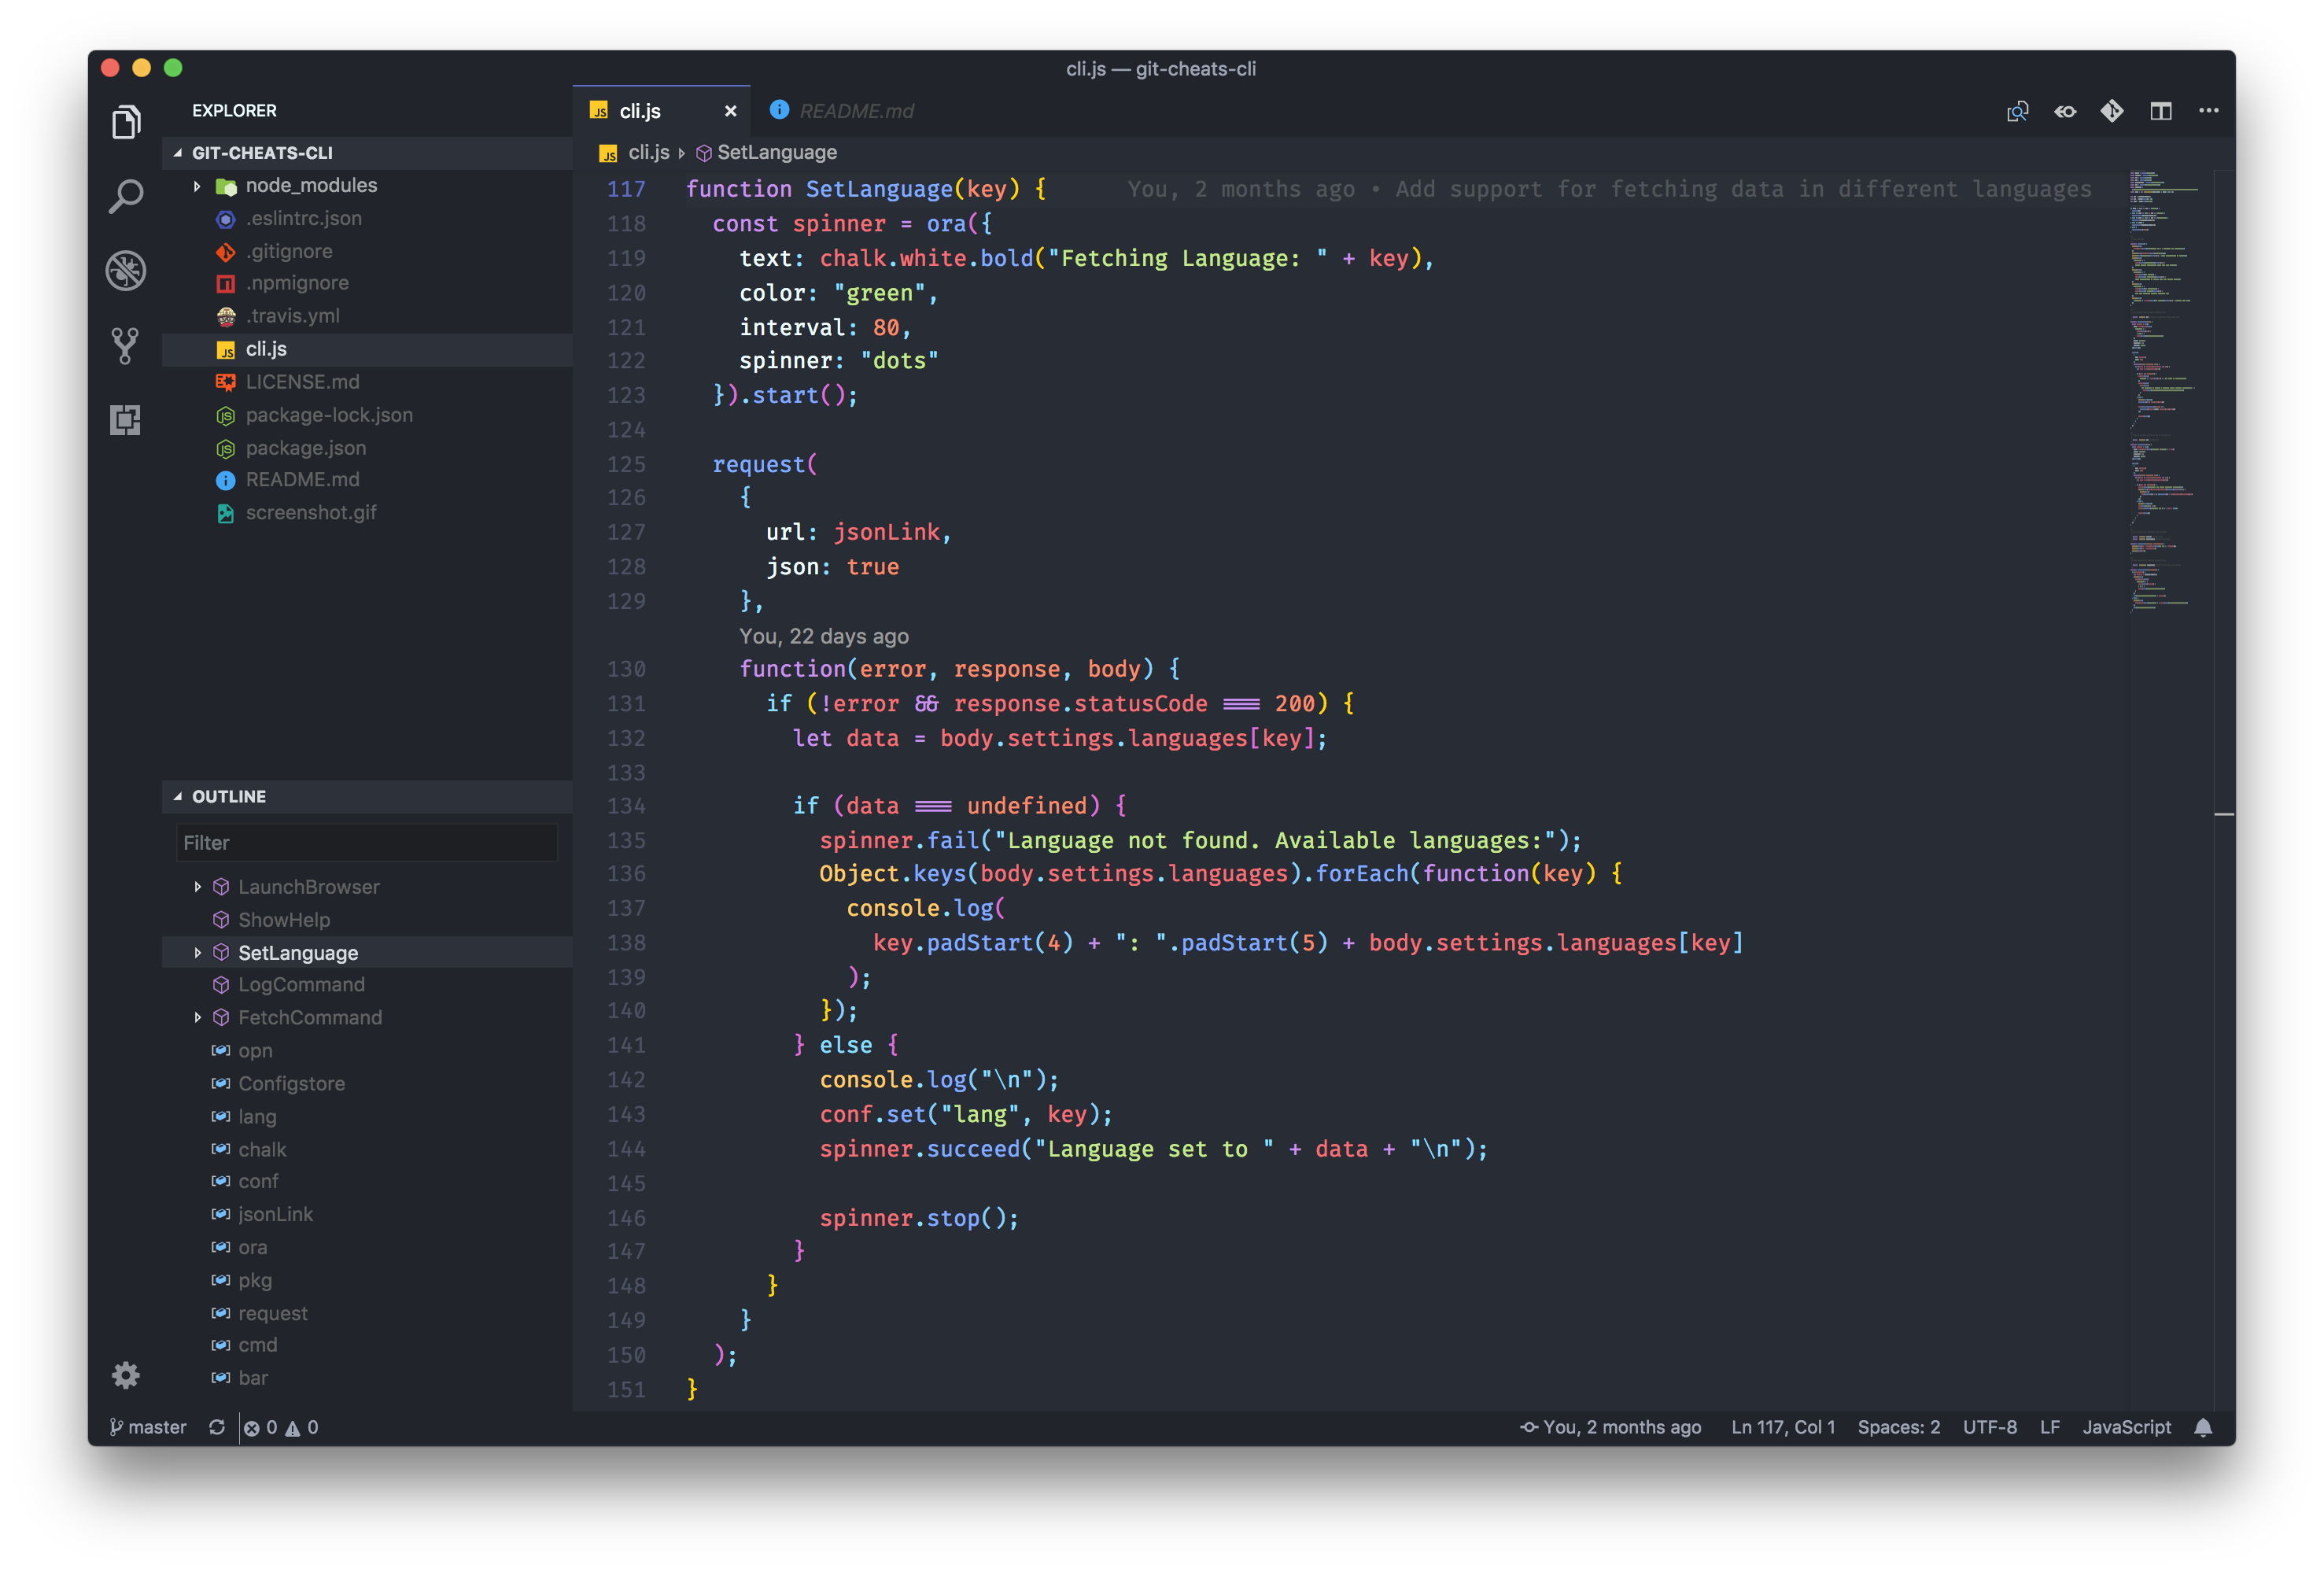 cli.js — git-cheats-cli
EXPLORER
GIT-CHEATS-CLI
node_modules
.eslintrc.json
.gitignore
.npmignore
.travis.yml
cli.js
LICENSE.md
package-lock.json
package.json
README.md
screenshot.gif
OUTLINE
Filter
LaunchBrowser
ShowHelp
SetLanguage
LogCommand
FetchCommand
opn
Configstore
lang
chalk
conf
jsonLink
ora
pkg
request
cmd
bar
JS cli.js × README.md
JS cli.js SetLanguage
117 function SetLanguage(key) { You, 2 months ago • Add support for fetching data in different languages
118 const spinner = ora({
119 text: chalk.white.bold("Fetching Language: " + key),
120 color: "green",
121 interval: 80,
122 spinner: "dots"
123 }).start();
124
125 request(
126 {
127 url: jsonLink,
128 json: true
129 },
You, 22 days ago
130 function(error, response, body) {
131 if (!error && response.statusCode === 200) {
132 let data = body.settings.languages[key];
133
134 if (data === undefined) {
135 spinner.fail("Language not found. Available languages:");
136 Object.keys(body.settings.languages).forEach(function(key) {
137 console.log(
138 key.padStart(4) + ": ".padStart(5) + body.settings.languages[key]
139 );
140 });
141 } else {
142 console.log("\n");
143 conf.set("lang", key);
144 spinner.succeed("Language set to " + data + "\n");
145
146 spinner.stop();
147 }
148 }
149 }
150 );
151 }
master 0 0 You, 2 months ago Ln 117, Col 1 Spaces: 2 UTF-8 LF JavaScript